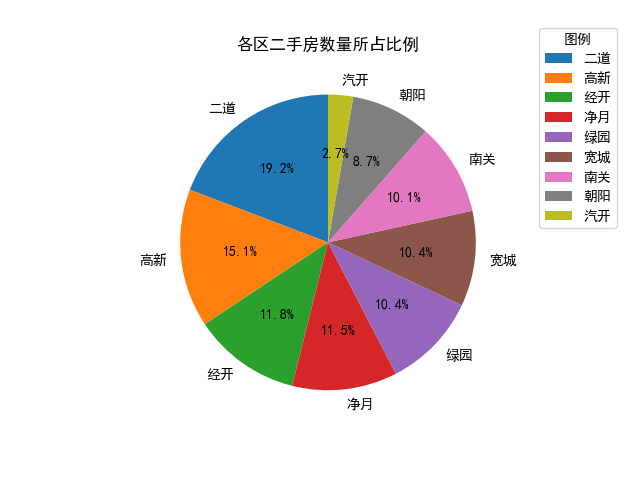 各区二手房数量所占比例
图例
二道
高新
经开
净月
绿园
宽城
南关
朝阳
汽开
汽开
朝阳
二道
南关
高新
宽城
经开
绿园
净月
2.7%
8.7%
19.2%
10.1%
15.1%
10.4%
10.4%
11.8%
11.5%